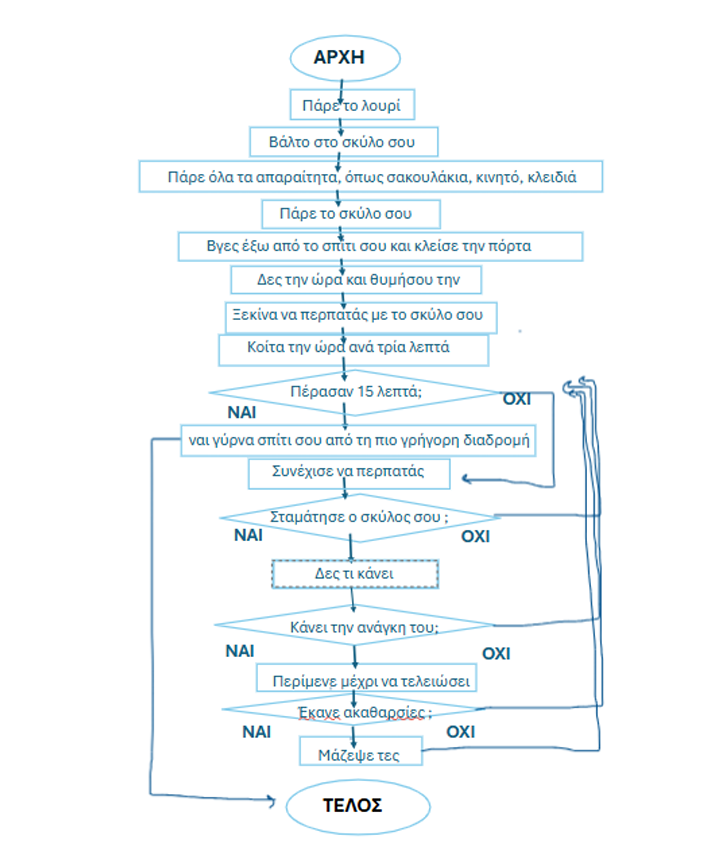 ΑΡΧΗ
Πάρε το λουρί
Βάλτο στο σκύλο σου
Πάρε όλα τα απαραίτητα, όπως σακουλάκια, κινητό, κλειδιά
Πάρε το σκύλο σου
Βγες έξω από το σπίτι σου και κλείσε την πόρτα
Δες την ώρα και θυμήσου την
Ξεκίνα να περπατάς με το σκύλο σου
Κοίτα την ώρα ανά τρία λεπτά
Πέρασαν 15 λεπτά;
ΝΑΙ
ΟΧΙ
ναι γύρνα σπίτι σου από τη πιο γρήγορη διαδρομή
Συνέχισε να περπατάς
Σταμάτησε ο σκύλος σου ;
ΝΑΙ
ΟΧΙ
Δες τι κάνει
Κάνει την ανάγκη του;
ΝΑΙ
ΟΧΙ
Περίμενε μέχρι να τελειώσει
Έκανε ακαθαρσίες ;
ΝΑΙ
ΟΧΙ
Μάζεψε τες
ΤΕΛΟΣ